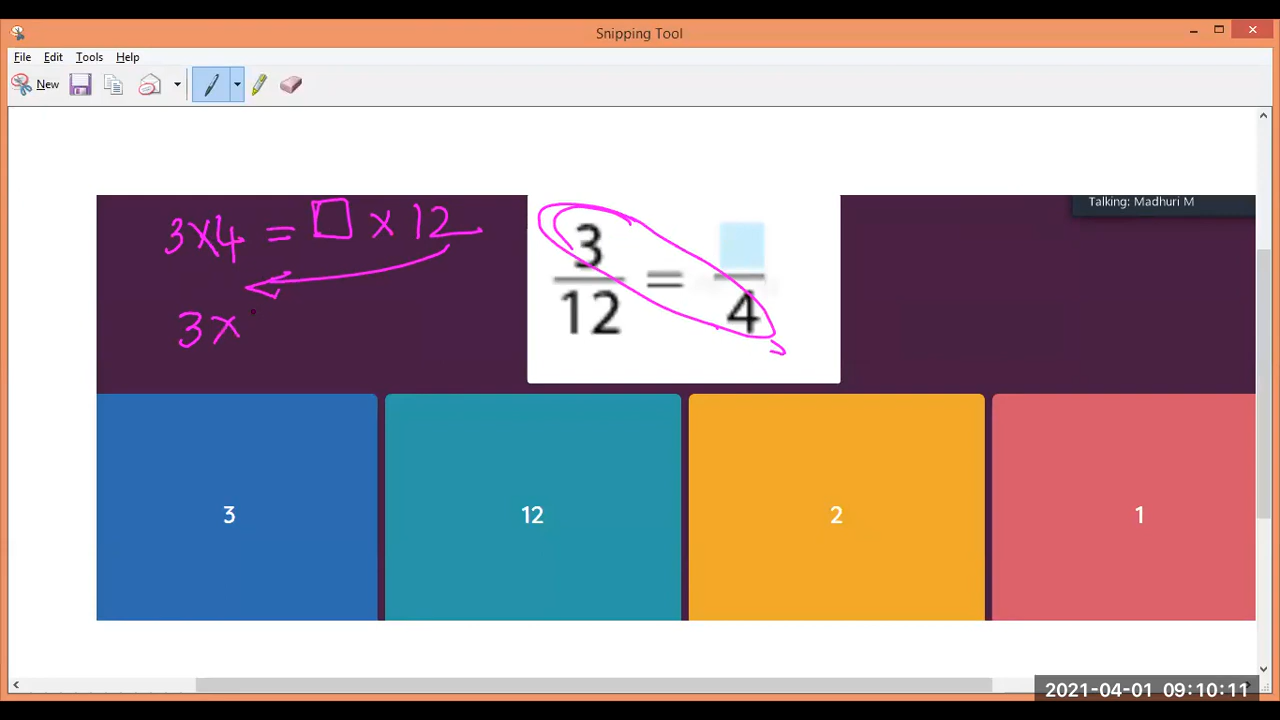 Snipping Tool
File Edit Tools Help
New
Talking: Madhuri M
3x4 = □ x 12
3/12 = □/4
3x
3
12
2
1
2021-04-01 09:10:11